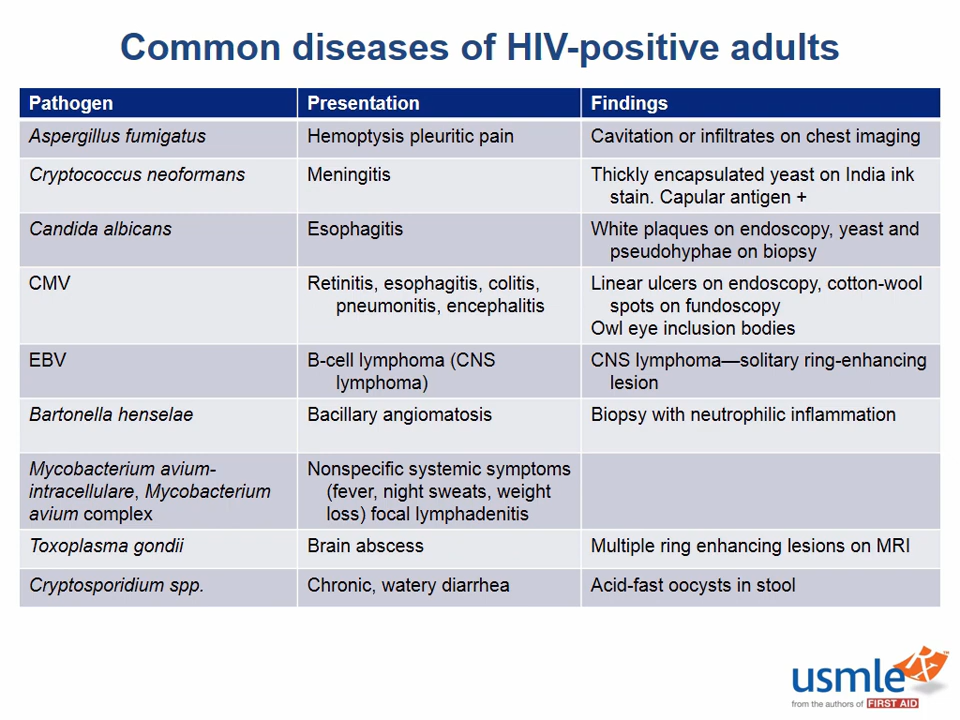 Common diseases of HIV-positive adults
Pathogen Presentation Findings
Aspergillus fumigatus Hemoptysis pleuritic pain Cavitation or infiltrates on chest imaging
Cryptococcus neoformans Meningitis Thickly encapsulated yeast on India ink
stain. Capular antigen +
Candida albicans Esophagitis White plaques on endoscopy, yeast and
pseudohyphae on biopsy
CMV Retinitis, esophagitis, colitis, Linear ulcers on endoscopy, cotton-wool
pneumonitis, encephalitis spots on fundoscopy
Owl eye inclusion bodies
EBV B-cell lymphoma (CNS CNS lymphoma—solitary ring-enhancing
lymphoma) lesion
Bartonella henselae Bacillary angiomatosis Biopsy with neutrophilic inflammation
Mycobacterium avium- Nonspecific systemic symptoms
intracellulare, Mycobacterium (fever, night sweats, weight
avium complex loss) focal lymphadenitis
Toxoplasma gondii Brain abscess Multiple ring enhancing lesions on MRI
Cryptosporidium spp. Chronic, watery diarrhea Acid-fast oocysts in stool
usmle Rx ™
from the authors of FIRST AID